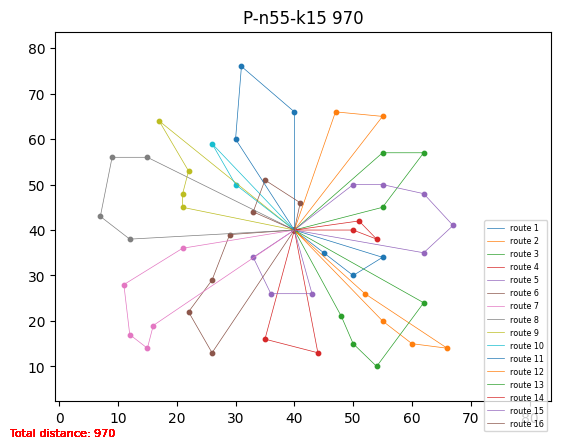 P-n55-k15 970
80
70
60
50
40
30
20
10
0
10
20
30
40
50
60
70
80
route 1
route 2
route 3
route 4
route 5
route 6
route 7
route 8
route 9
route 10
route 11
route 12
route 13
route 14
route 15
route 16
Total distance: 970